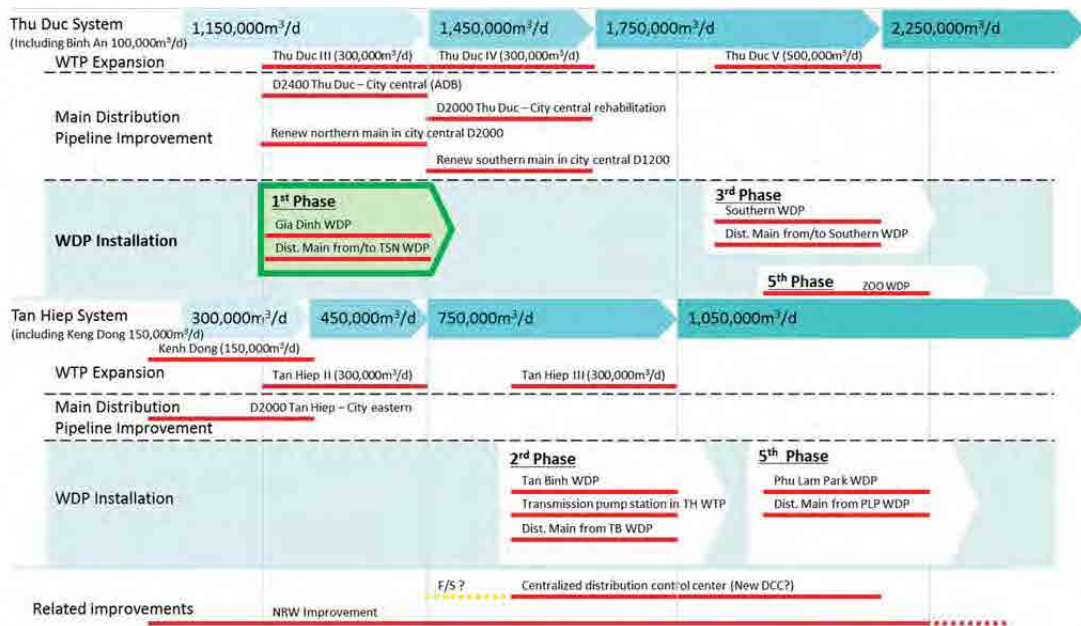 Thu Duc System
(Including Binh An 100,000m³/d)
1,150,000m³/d
1,450,000m³/d
1,750,000m³/d
2,250,000m³/d
WTP Expansion
Thu Duc III (300,000m³/d)
Thu Duc IV (300,000m³/d)
Thu Duc V (500,000m³/d)
Main Distribution
Pipeline Improvement
D2400 Thu Duc – City central (ADB)
D2000 Thu Duc – City central rehabilitation
Renew northern main in city central D2000
Renew southern main in city central D1200
WDP Installation
1st Phase
Gia Dinh WDP
Dist. Main from/to TSN WDP
3rd Phase
Southern WDP
Dist. Main from/to Southern WDP
5th Phase ZOO WDP
Tan Hiep System
(including Keng Dong 150,000m³/d)
300,000m³/d
450,000m³/d
750,000m³/d
1,050,000m³/d
WTP Expansion
Kenh Dong (150,000m³/d)
Tan Hiep II (300,000m³/d)
Tan Hiep III (300,000m³/d)
Main Distribution
Pipeline Improvement
D2000 Tan Hiep – City eastern
WDP Installation
2nd Phase
Tan Binh WDP
Transmission pump station in TH WTP
Dist. Main from TB WDP
5th Phase
Phu Lam Park WDP
Dist. Main from PLP WDP
Related improvements
F/S ?
Centralized distribution control center (New DCC?)
NRW Improvement